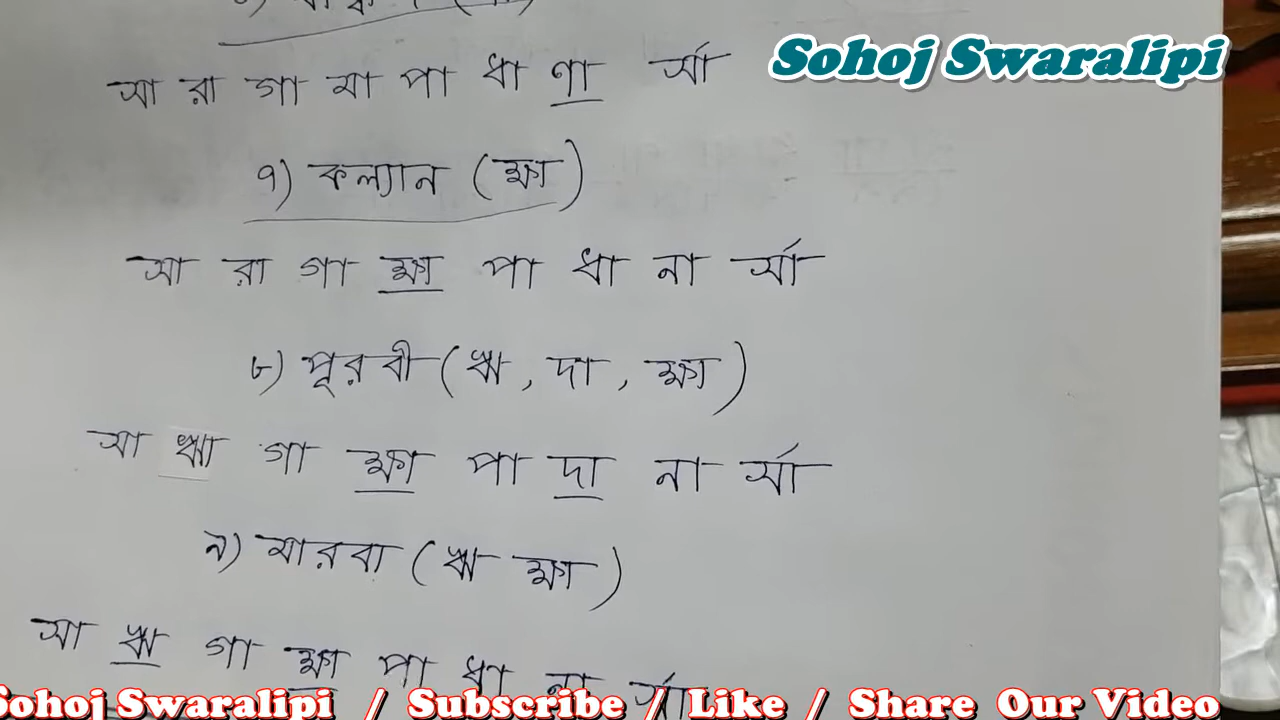 সা রা গা মা পা ধা ণা র্সা
Sohoj Swaralipi
৭) কল্যান (ক্ষা)
সা রা গা ক্ষা পা ধা না র্সা
৮) পূরবী (ঋ, দা, ক্ষা)
সা ঋা গা ক্ষা পা দা না র্সা
৯) মারবা (ঋ ক্ষা)
সা ঋা গা ক্ষা পা ধা না র্সা
Sohoj Swaralipi / Subscribe / Like / Share Our Video